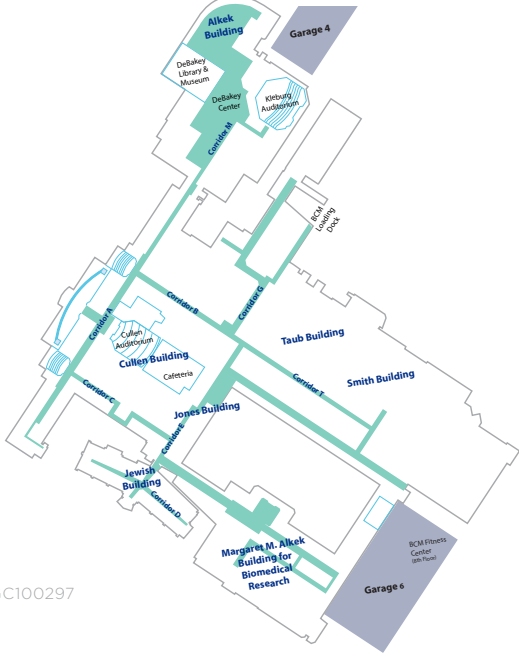 Alkek
Building
Garage 4
DeBakey
Library &
Museum
DeBakey
Center
Kleburg
Auditorium
Corridor M
BCM
Loading
Dock
Corridor G
Corridor B
Corridor A
Cullen
Auditorium
Cullen Building
Cafeteria
Taub Building
Smith Building
Corridor T
Corridor C
Jones Building
Corridor E
Jewish
Building
Corridor D
Margaret M. Alkek
Building for
Biomedical
Research
BCM Fitness
Center
(8th Floor)
Garage 6
C100297